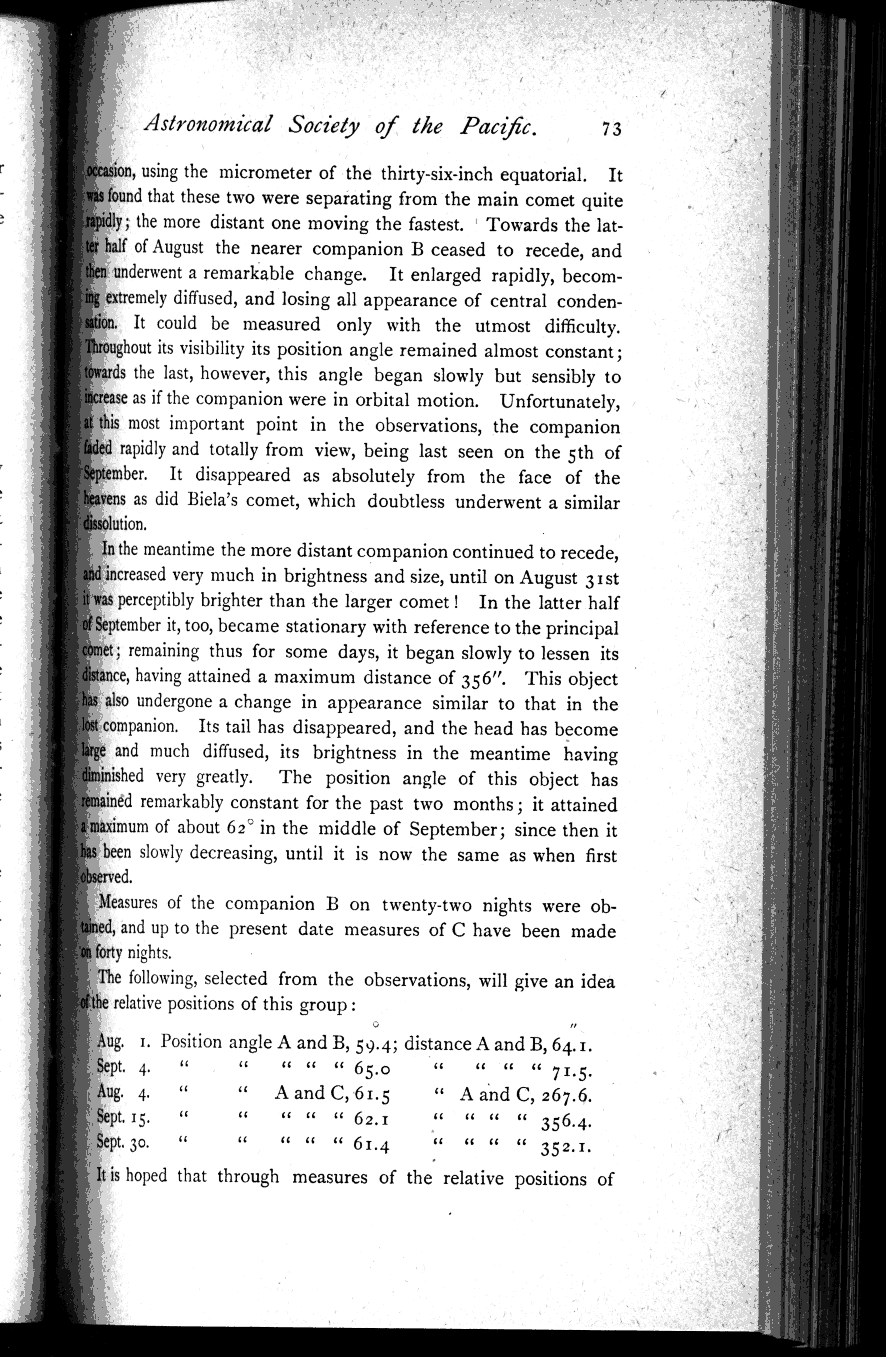 Astronomical Society of the Pacific. 73
occasion, using the micrometer of the thirty-six-inch equatorial. It
was found that these two were separating from the main comet quite
rapidly; the more distant one moving the fastest. Towards the lat-
ter half of August the nearer companion B ceased to recede, and
then underwent a remarkable change. It enlarged rapidly, becom-
ing extremely diffused, and losing all appearance of central conden-
sation. It could be measured only with the utmost difficulty.
Throughout its visibility its position angle remained almost constant;
towards the last, however, this angle began slowly but sensibly to
increase as if the companion were in orbital motion. Unfortunately,
at this most important point in the observations, the companion
faded rapidly and totally from view, being last seen on the 5th of
September. It disappeared as absolutely from the face of the
heavens as did Biela's comet, which doubtless underwent a similar
dissolution.
In the meantime the more distant companion continued to recede,
and increased very much in brightness and size, until on August 31st
it was perceptibly brighter than the larger comet! In the latter half
of September it, too, became stationary with reference to the principal
comet; remaining thus for some days, it began slowly to lessen its
distance, having attained a maximum distance of 356″. This object
has also undergone a change in appearance similar to that in the
lost companion. Its tail has disappeared, and the head has become
large and much diffused, its brightness in the meantime having
diminished very greatly. The position angle of this object has
remained remarkably constant for the past two months; it attained
a maximum of about 62° in the middle of September; since then it
has been slowly decreasing, until it is now the same as when first
observed.
Measures of the companion B on twenty-two nights were ob-
tained, and up to the present date measures of C have been made
on forty nights.
The following, selected from the observations, will give an idea
of the relative positions of this group:
° ″
Aug. 1. Position angle A and B, 59.4; distance A and B, 64.1.
Sept. 4. “ “ “ “ “ 65.0 “ “ “ “ 71.5.
Aug. 4. “ “ A and C, 61.5 “ A and C, 267.6.
Sept. 15. “ “ “ “ “ 62.1 “ “ “ “ 356.4.
Sept. 30. “ “ “ “ “ 61.4 “ “ “ “ 352.1.
It is hoped that through measures of the relative positions of